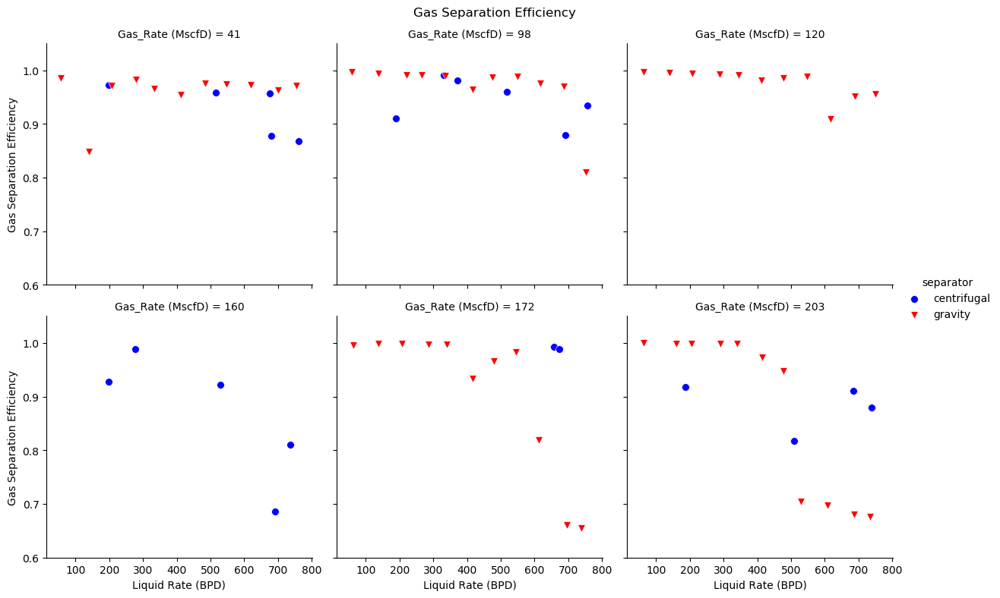 Gas Separation Efficiency
Gas_Rate (MscfD) = 41
Gas_Rate (MscfD) = 98
Gas_Rate (MscfD) = 120
1.0
0.9
0.8
0.7
0.6
Gas Separation Efficiency
Gas_Rate (MscfD) = 160
Gas_Rate (MscfD) = 172
Gas_Rate (MscfD) = 203
1.0
0.9
0.8
0.7
0.6
Gas Separation Efficiency
100 200 300 400 500 600 700 800
Liquid Rate (BPD)
100 200 300 400 500 600 700 800
Liquid Rate (BPD)
100 200 300 400 500 600 700 800
Liquid Rate (BPD)
separator
centrifugal
gravity